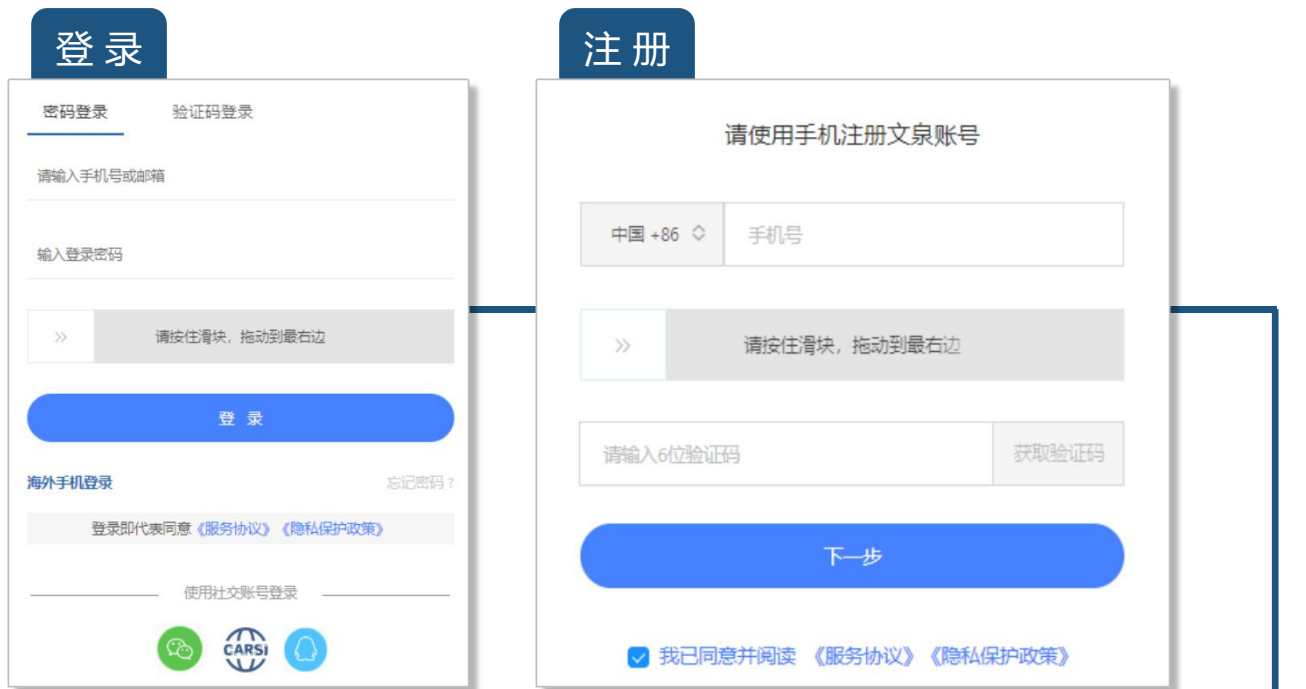 登录
密码登录 验证码登录
请输入手机号或邮箱
输入登录密码
>> 请按住滑块，拖动到最右边
登 录
海外手机登录 忘记密码?
登录即代表同意《服务协议》《隐私保护政策》
使用社交账号登录
CARSI
注册
请使用手机注册文泉账号
中国 +86 手机号
>> 请按住滑块，拖动到最右边
请输入6位验证码 获取验证码
下一步
我已同意并阅读 《服务协议》《隐私保护政策》